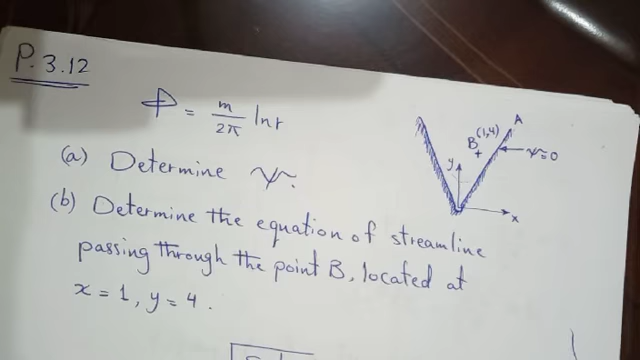 P.3.12
Φ = m/2π ln r
(a) Determine Ψ.
(b) Determine the equation of streamline
passing through the point B, located at
x = 1, y = 4.
A
(1,4)
B
Ψ=0
y
x